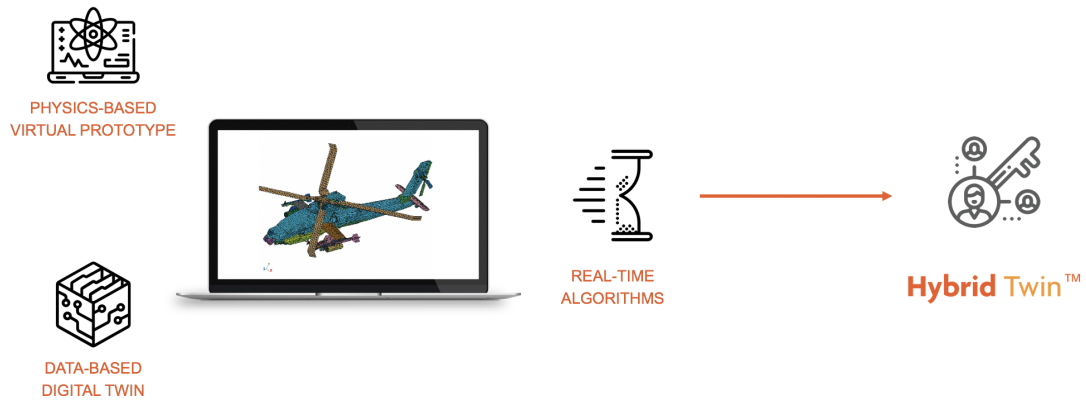 PHYSICS-BASED
VIRTUAL PROTOTYPE
DATA-BASED
DIGITAL TWIN
REAL-TIME
ALGORITHMS
Hybrid Twin™